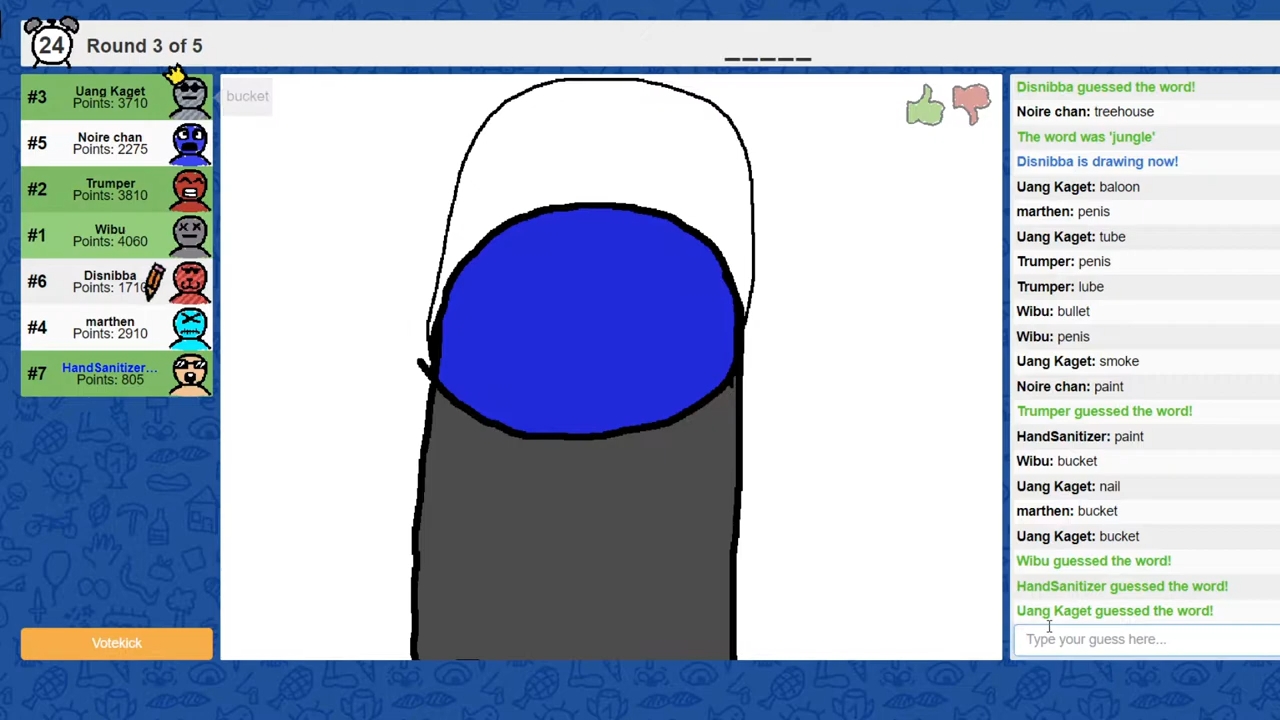 24
Round 3 of 5
_ _ _ _ _
#3
Uang Kaget
Points: 3710
#5
Noire chan
Points: 2275
#2
Trumper
Points: 3810
#1
Wibu
Points: 4060
#6
Disnibba
Points: 1710
#4
marthen
Points: 2910
#7
HandSanitizer...
Points: 805
Votekick
bucket
Disnibba guessed the word!
Noire chan: treehouse
The word was 'jungle'
Disnibba is drawing now!
Uang Kaget: baloon
marthen: penis
Uang Kaget: tube
Trumper: penis
Trumper: lube
Wibu: bullet
Wibu: penis
Uang Kaget: smoke
Noire chan: paint
Trumper guessed the word!
HandSanitizer: paint
Wibu: bucket
Uang Kaget: nail
marthen: bucket
Uang Kaget: bucket
Wibu guessed the word!
HandSanitizer guessed the word!
Uang Kaget guessed the word!
Type your guess here...